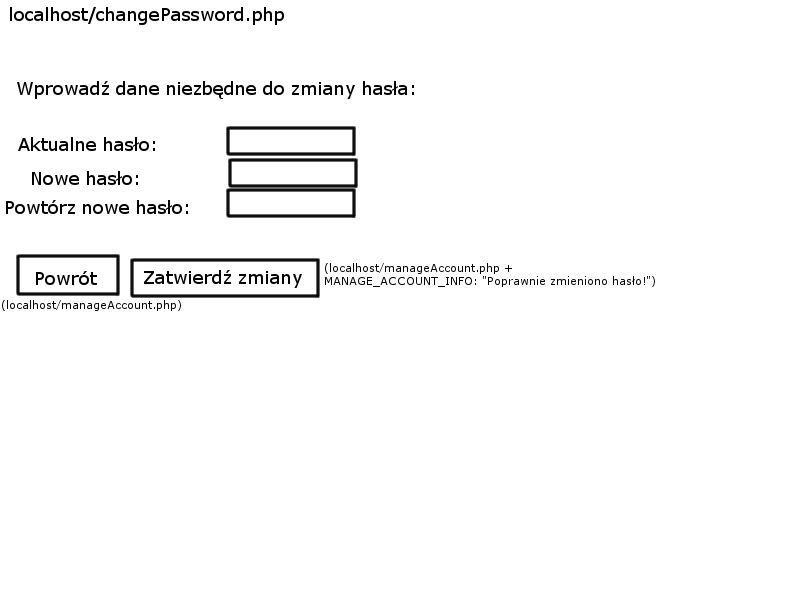 localhost/changePassword.php
Wprowadź dane niezbędne do zmiany hasła:
Aktualne hasło:
Nowe hasło:
Powtórz nowe hasło:
Powrót
Zatwierdź zmiany
(localhost/manageAccount.php +
MANAGE_ACCOUNT_INFO: "Poprawnie zmieniono hasło!")
(localhost/manageAccount.php)